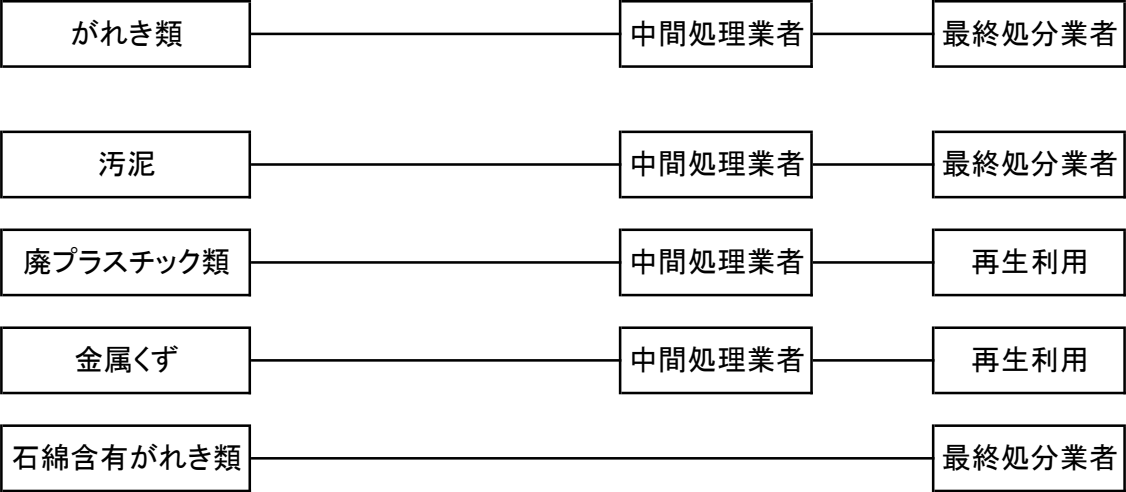 がれき類 中間処理業者 最終処分業者
汚泥 中間処理業者 最終処分業者
廃プラスチック類 中間処理業者 再生利用
金属くず 中間処理業者 再生利用
石綿含有がれき類 最終処分業者